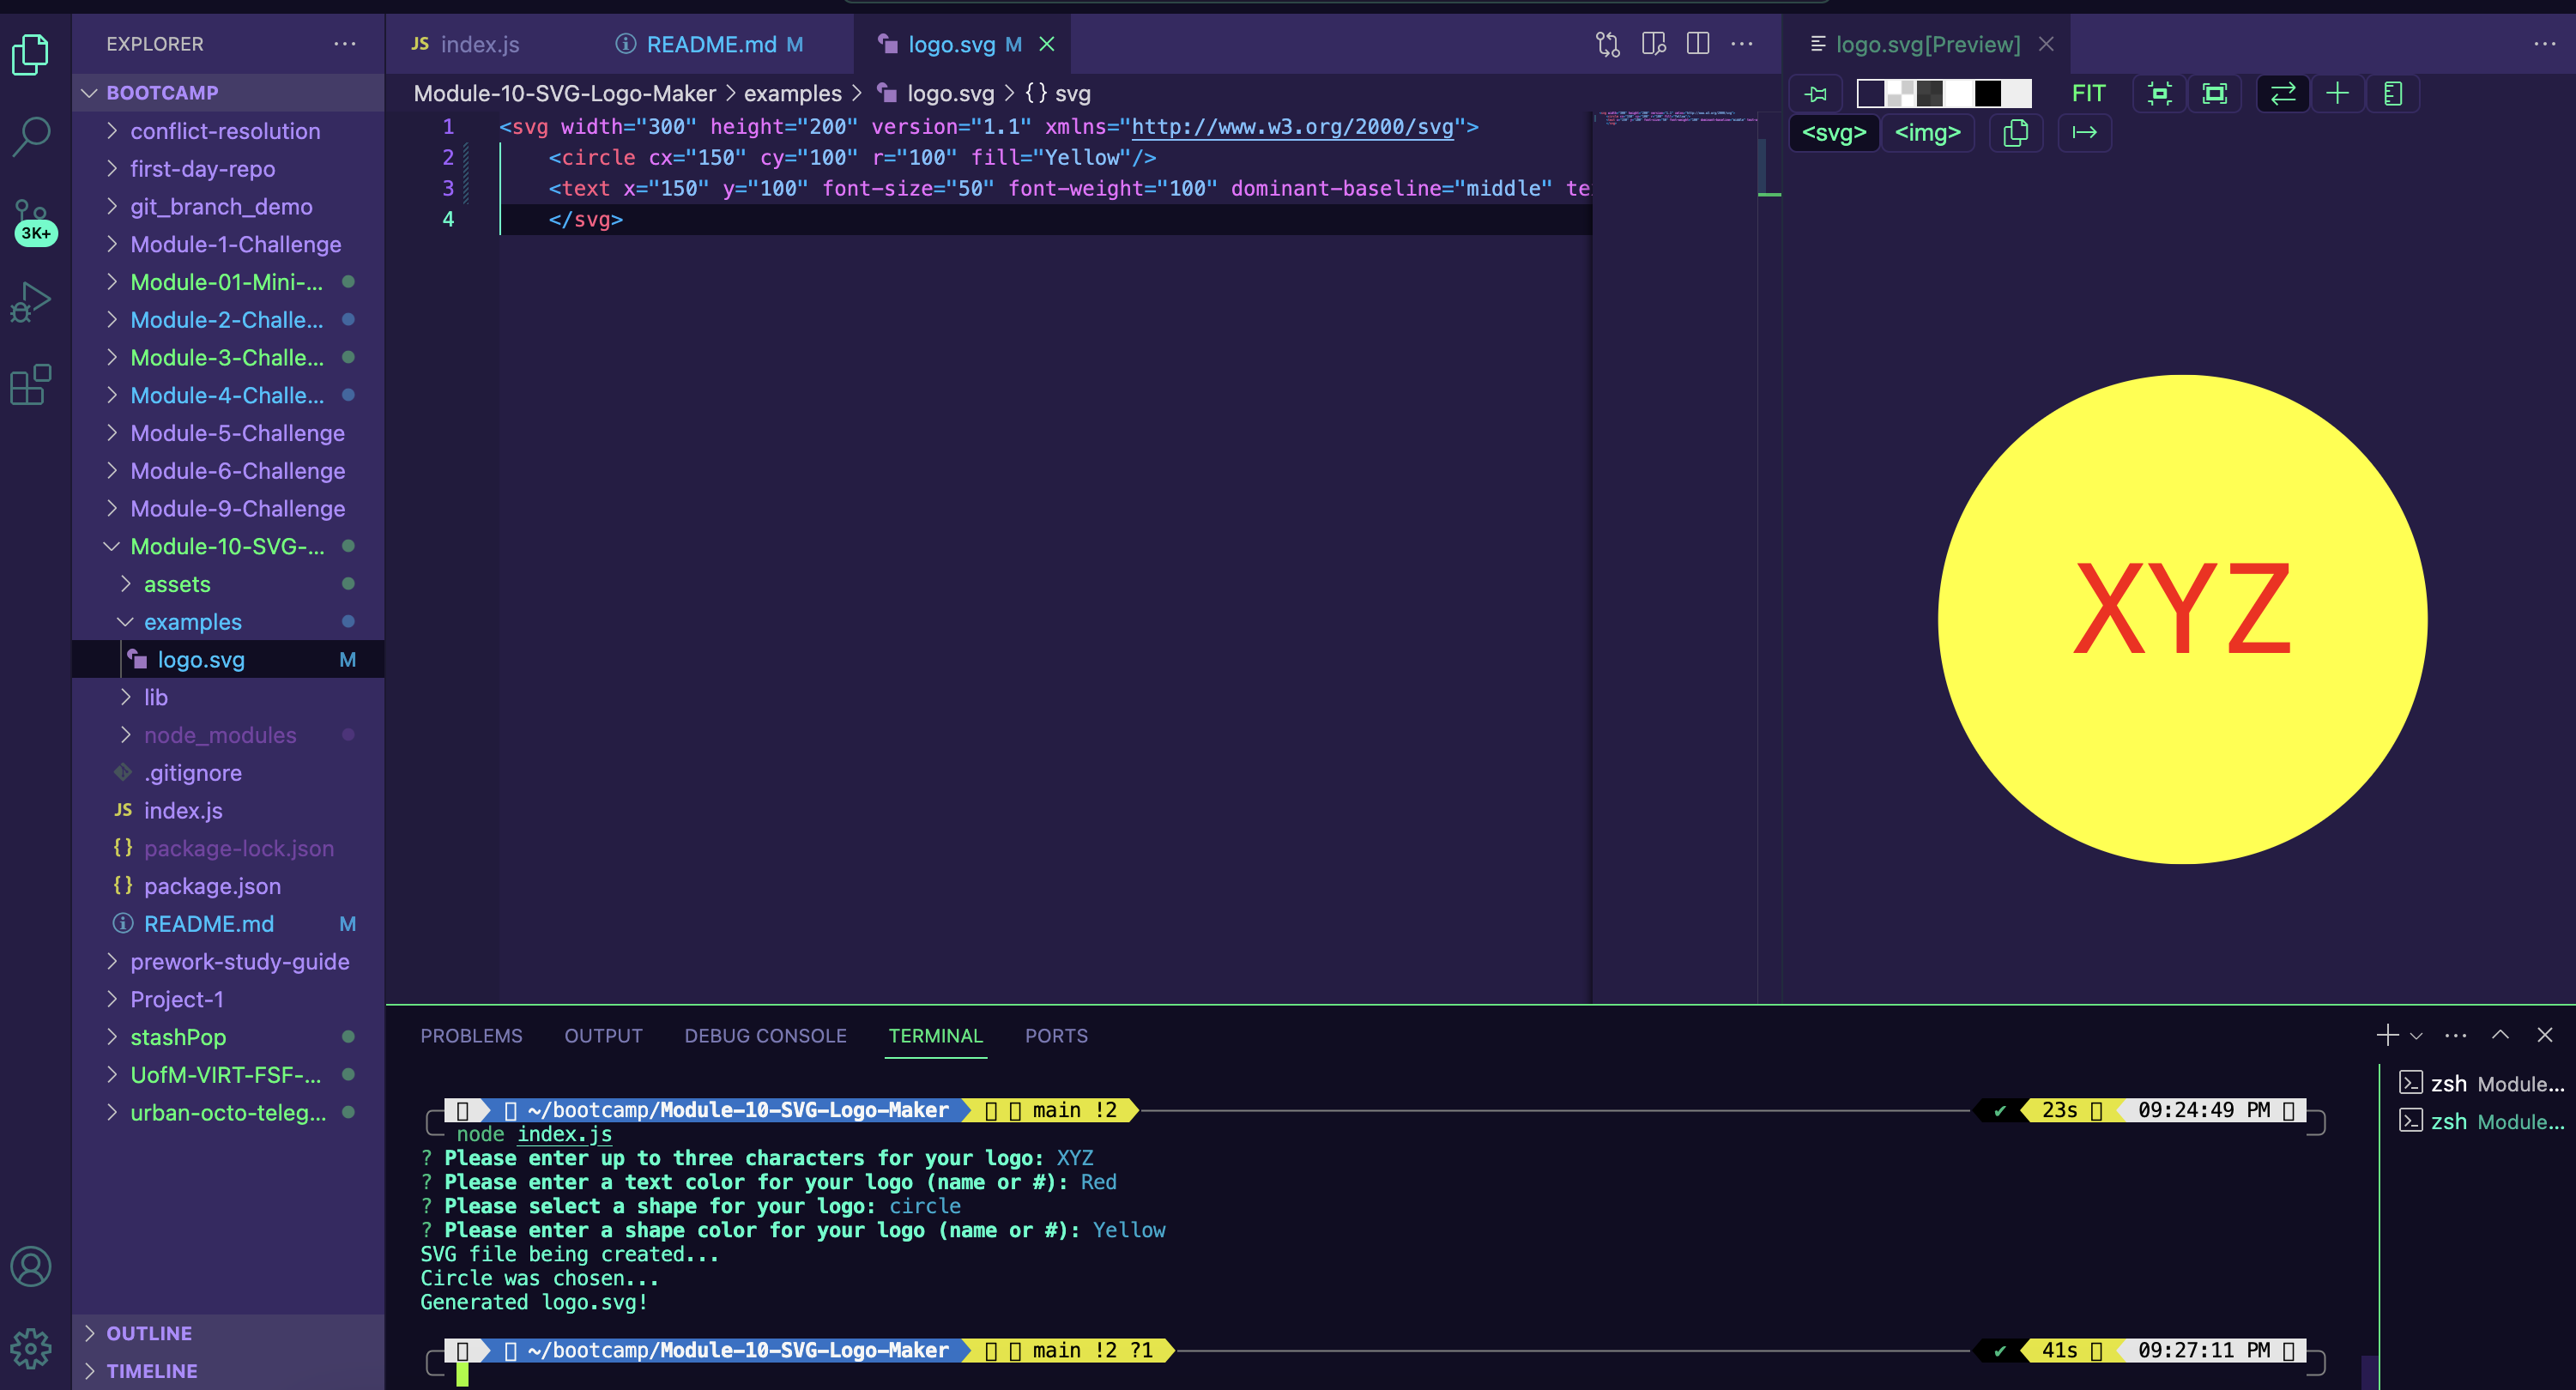 EXPLORER
BOOTCAMP
conflict-resolution
first-day-repo
git_branch_demo
3K+
Module-1-Challenge
Module-01-Mini-...
Module-2-Challe...
Module-3-Challe...
Module-4-Challe...
Module-5-Challenge
Module-6-Challenge
Module-9-Challenge
Module-10-SVG-...
assets
examples
logo.svg M
lib
node_modules
.gitignore
JS index.js
{} package-lock.json
{} package.json
README.md M
prework-study-guide
Project-1
stashPop
UofM-VIRT-FSF-...
urban-octo-teleg...
OUTLINE
TIMELINE
JS index.js
README.md M
logo.svg M
Module-10-SVG-Logo-Maker > examples > logo.svg > {} svg
1 <svg width="300" height="200" version="1.1" xmlns="http://www.w3.org/2000/svg">
2 <circle cx="150" cy="100" r="100" fill="Yellow"/>
3 <text x="150" y="100" font-size="50" font-weight="100" dominant-baseline="middle" te
4 </svg>
logo.svg[Preview]
FIT
<svg> <img>
XYZ
PROBLEMS OUTPUT DEBUG CONSOLE TERMINAL PORTS
~/bootcamp/Module-10-SVG-Logo-Maker main !2 ✔ 23s 09:24:49 PM
node index.js
? Please enter up to three characters for your logo: XYZ
? Please enter a text color for your logo (name or #): Red
? Please select a shape for your logo: circle
? Please enter a shape color for your logo (name or #): Yellow
SVG file being created...
Circle was chosen...
Generated logo.svg!
~/bootcamp/Module-10-SVG-Logo-Maker main !2 ?1 ✔ 41s 09:27:11 PM
zsh Module...
zsh Module...